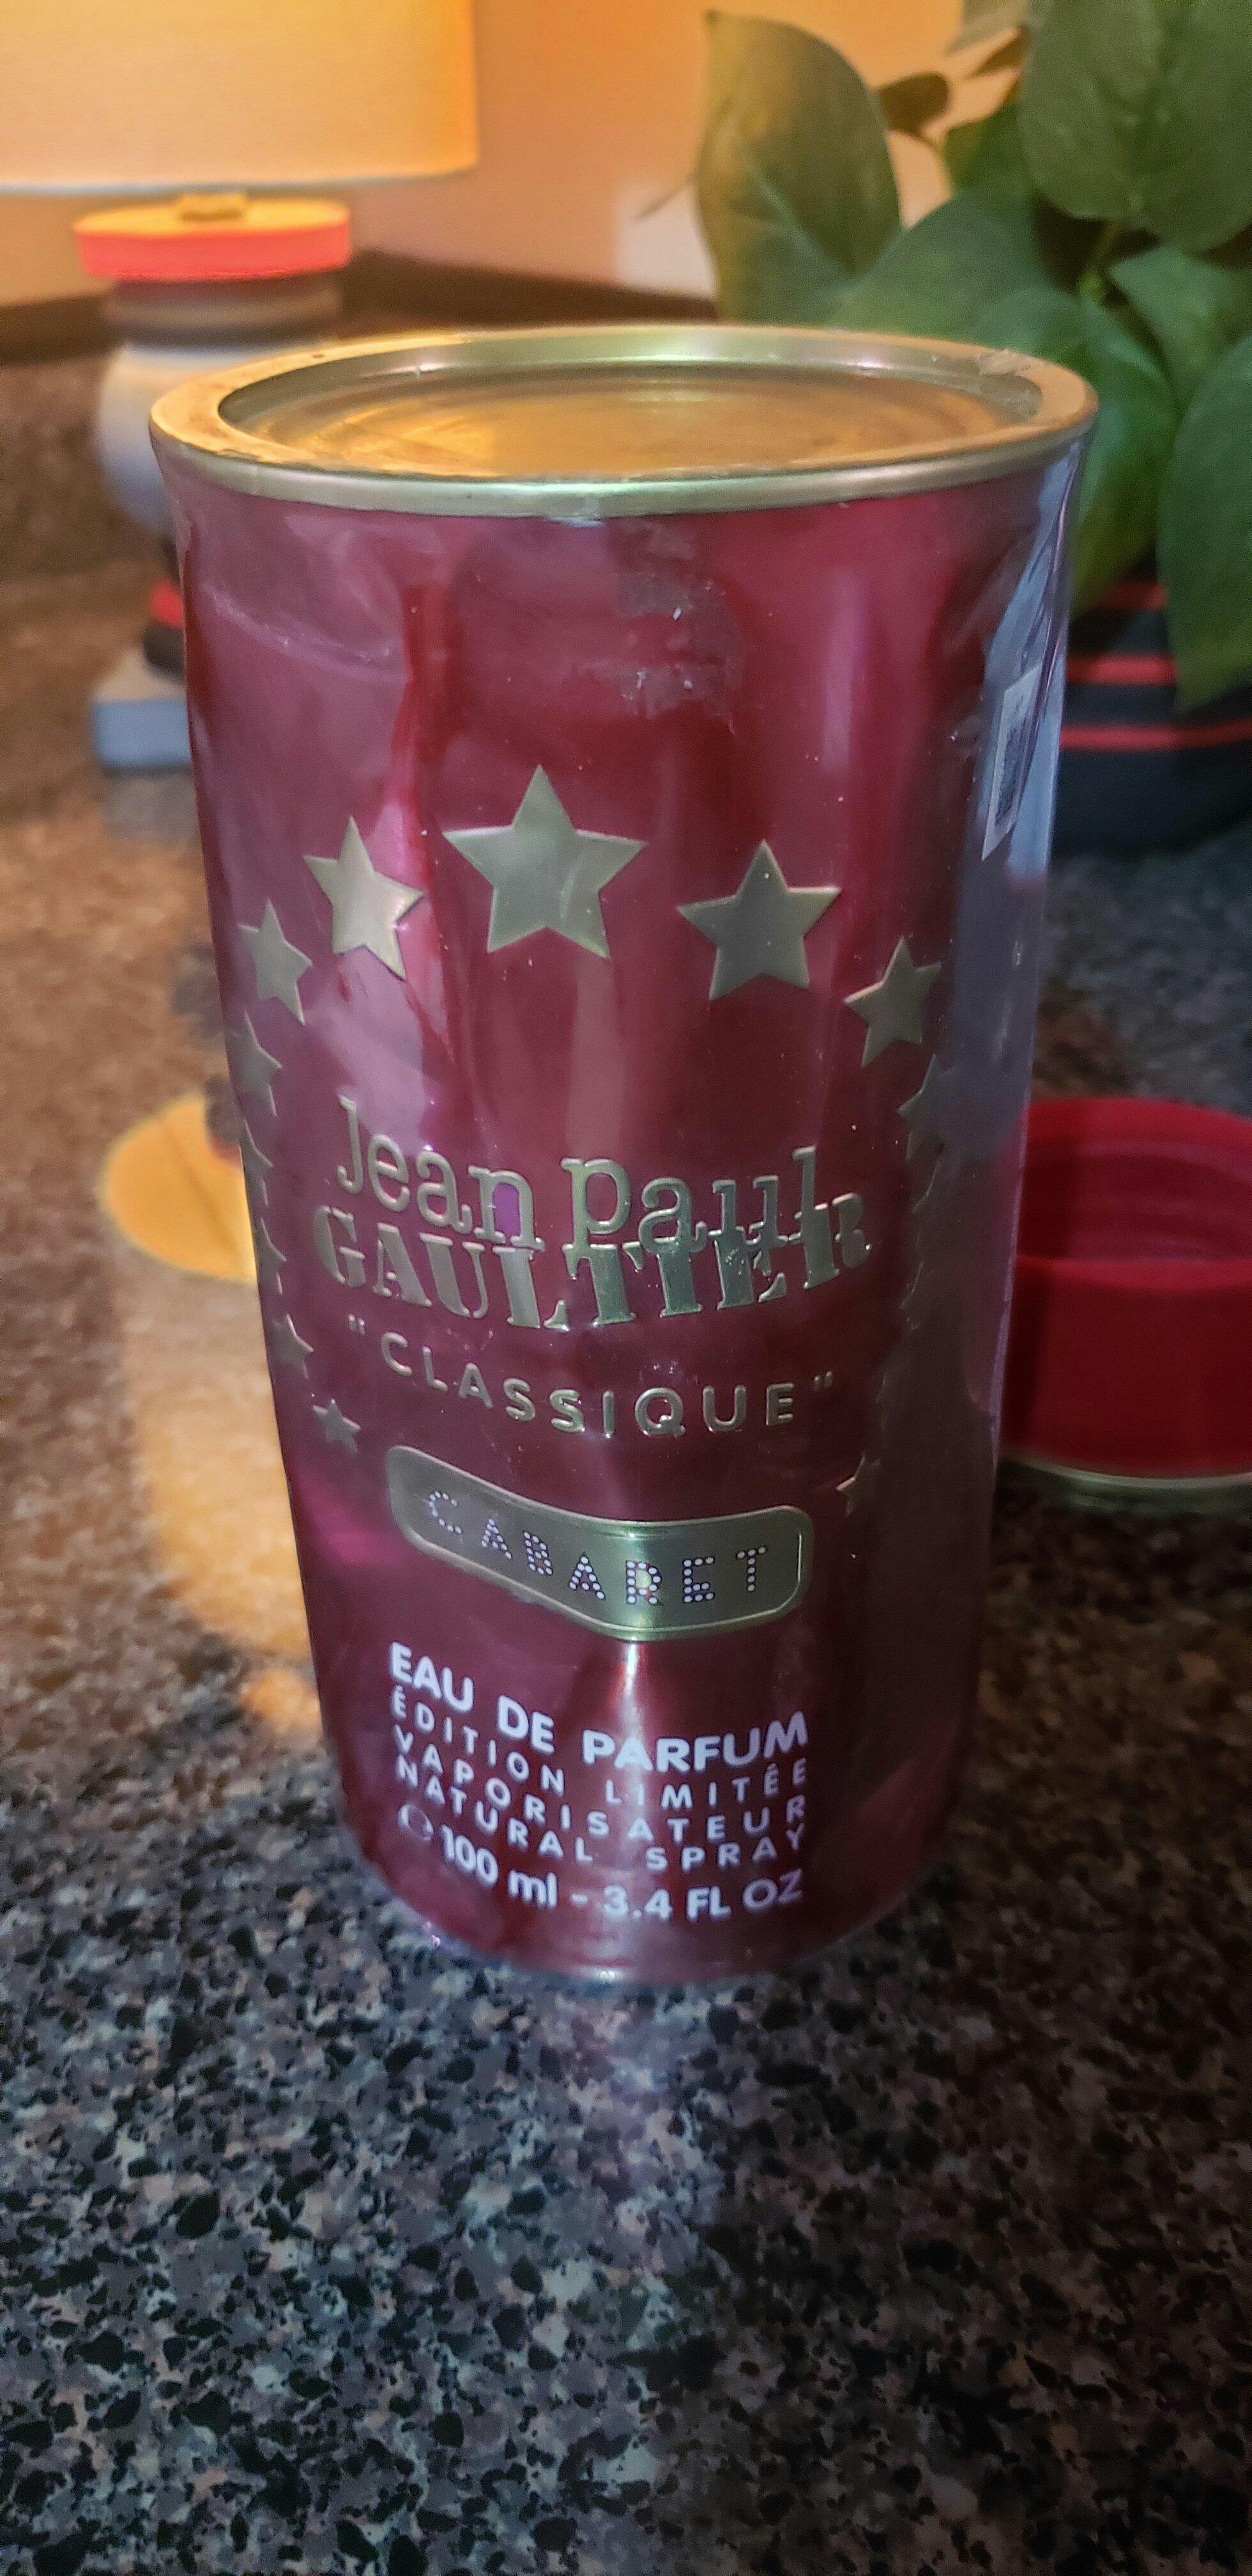 Jean Paul
GAULTIER
"CLASSIQUE"
CABARET
EAU DE PARFUM
ÉDITION LIMITÉE
VAPORISATEUR
NATURAL SPRAY
℮ 100 ml - 3.4 FL OZ